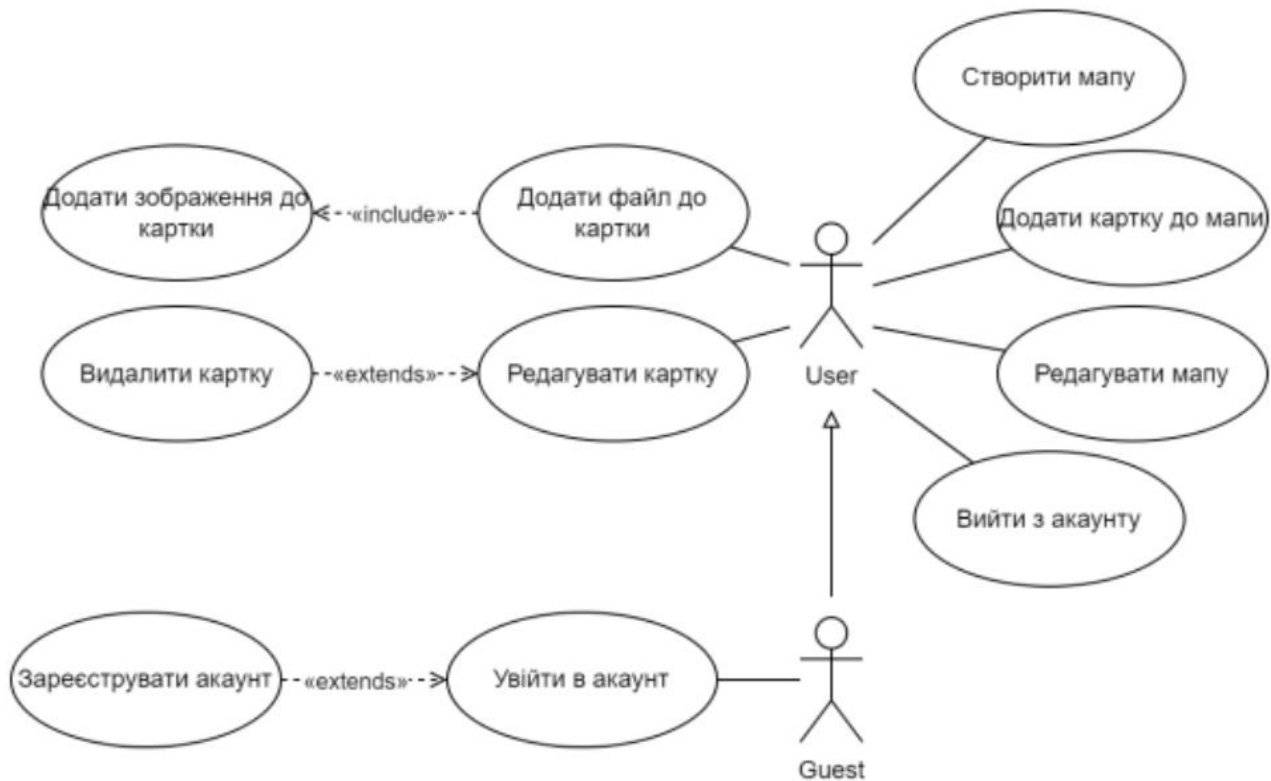 Створити мапу
Додати зображення до
картки
«include»
Додати файл до
картки
Додати картку до мапи
Видалити картку
«extends»
Редагувати картку
User
Редагувати мапу
Вийти з акаунту
Зареєструвати акаунт
«extends»
Увійти в акаунт
Guest